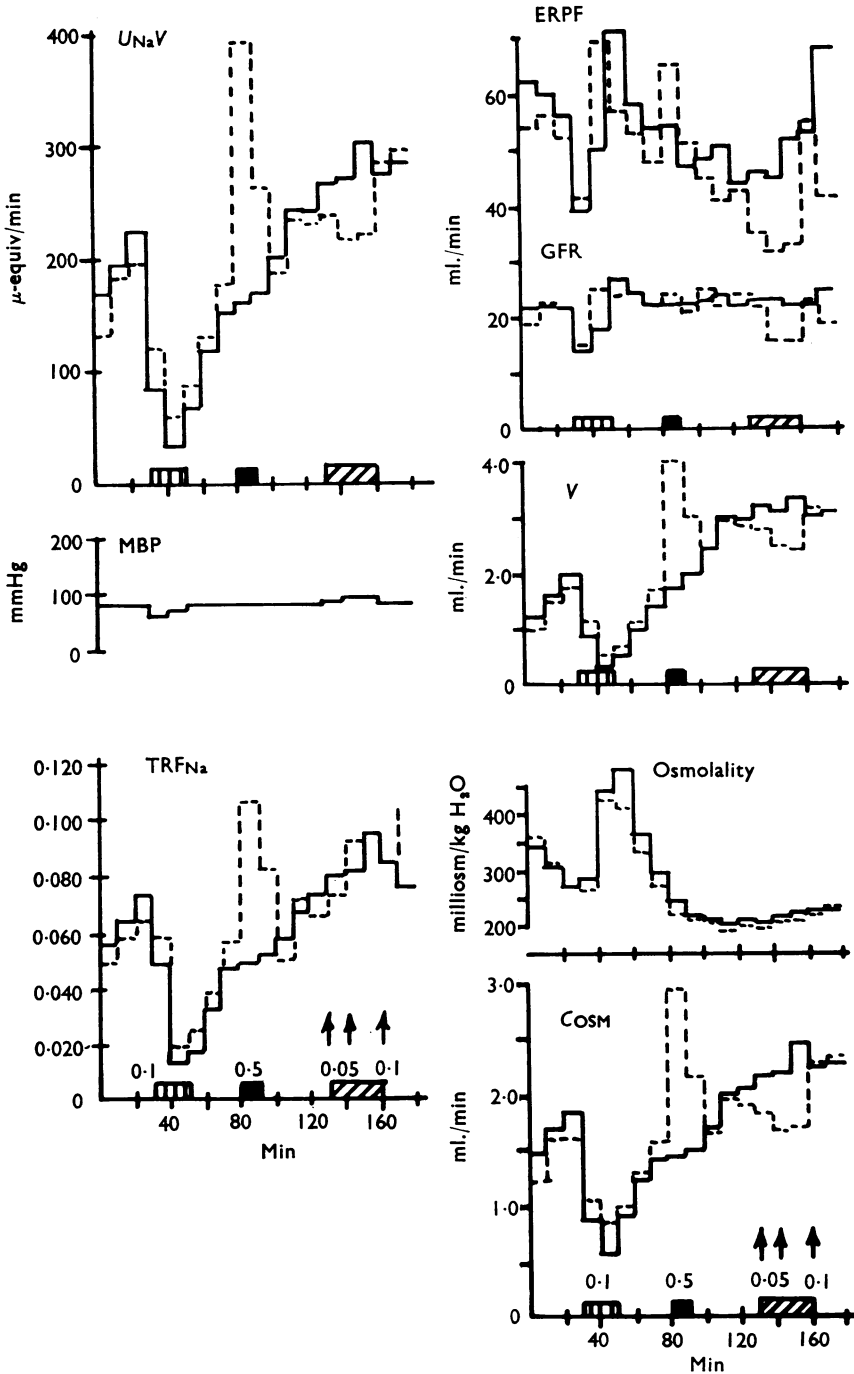 UNaV
400
300
200
100
0
μ-equiv/min
MBP
200
100
0
mmHg
ERPF
60
40
GFR
20
0
ml./min
V
4·0
2·0
0
ml./min
TRFNa
0·120
0·100
0·080
0·060
0·040
0·020
0
0·1
0·5
0·05
0·1
40
80
120
160
Min
Osmolality
400
300
200
milliosm/kg H2O
COSM
3·0
2·0
1·0
0
ml./min
0·1
0·5
0·05
0·1
40
80
120
160
Min